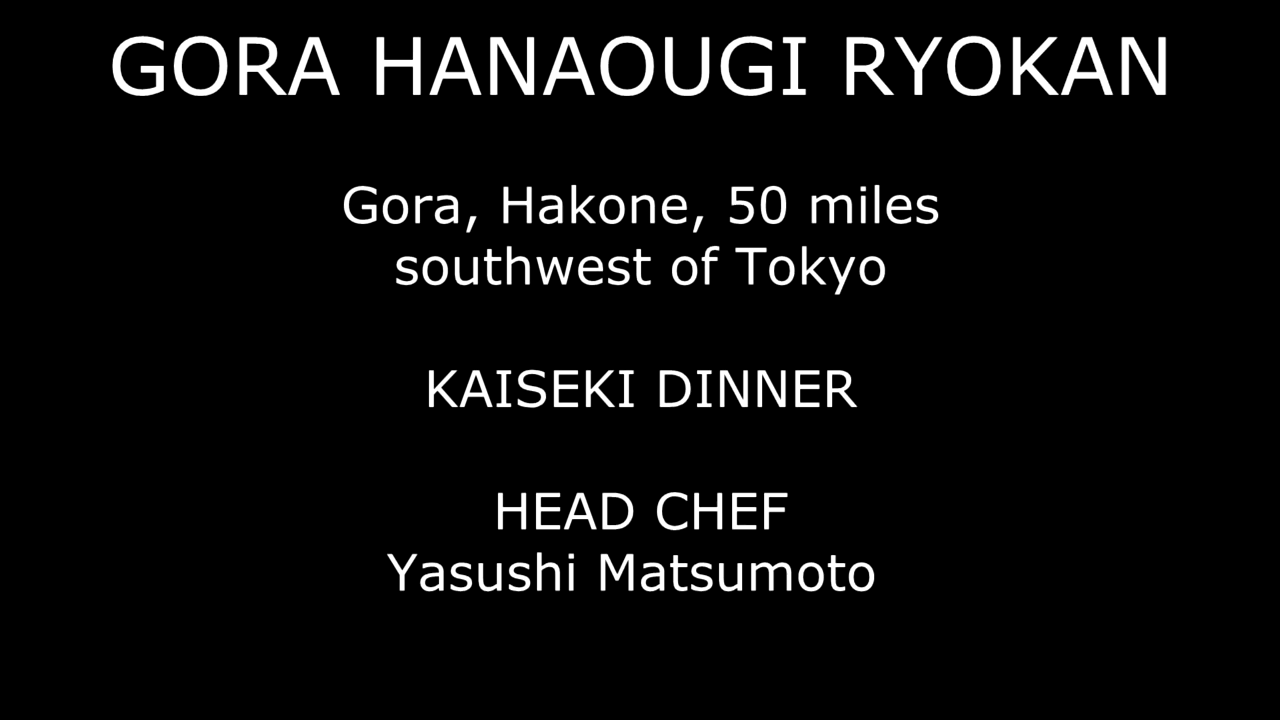 GORA HANAOUGI RYOKAN
Gora, Hakone, 50 miles
southwest of Tokyo
KAISEKI DINNER
HEAD CHEF
Yasushi Matsumoto